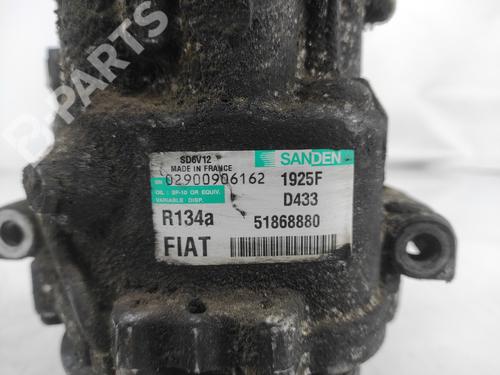 B-PARTS
SD6V12
MADE IN FRANCE
SANDEN
SN 02900906162 1925F
OIL : SP-10 OR EQUIV.
VARIABLE DISP.
D433
R134a 51868880
FIAT